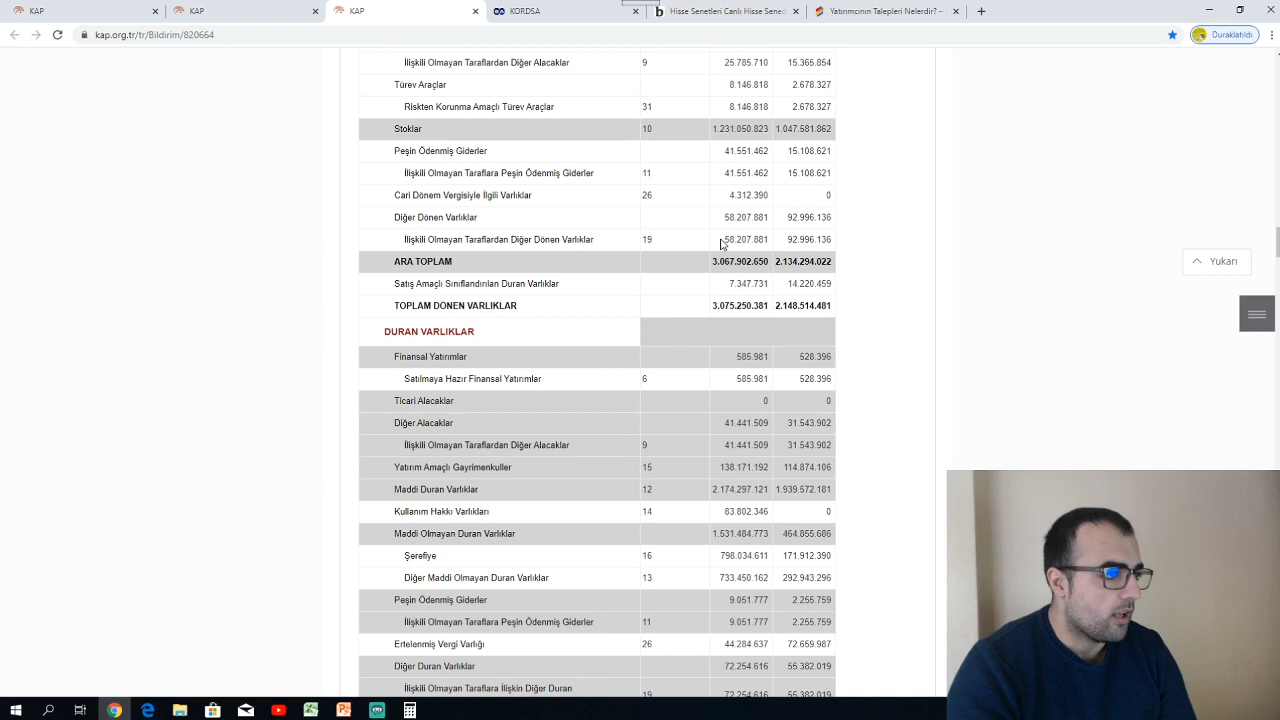 KAP
KAP
KAP
KORDSA
b Hisse Senetleri Canlı Hisse Sened
Yatırımcının Talepleri Nelerdir? –
kap.org.tr/tr/Bildirim/820664
Duraklatıldı
İlişkili Olmayan Taraflardan Diğer Alacaklar 9 25.785.710 15.365.854
Türev Araçlar 8.146.818 2.678.327
Riskten Korunma Amaçlı Türev Araçlar 31 8.146.818 2.678.327
Stoklar 10 1.231.050.823 1.047.581.862
Peşin Ödenmiş Giderler 41.551.462 15.108.621
İlişkili Olmayan Taraflara Peşin Ödenmiş Giderler 11 41.551.462 15.108.621
Cari Dönem Vergisiyle İlgili Varlıklar 26 4.312.390 0
Diğer Dönen Varlıklar 58.207.881 92.996.136
İlişkili Olmayan Taraflardan Diğer Dönen Varlıklar 19 58.207.881 92.996.136
ARA TOPLAM 3.067.902.650 2.134.294.022
Satış Amaçlı Sınıflandırılan Duran Varlıklar 7.347.731 14.220.459
TOPLAM DÖNEN VARLIKLAR 3.075.250.381 2.148.514.481
DURAN VARLIKLAR
Finansal Yatırımlar 585.981 528.396
Satılmaya Hazır Finansal Yatırımlar 6 585.981 528.396
Ticari Alacaklar 0 0
Diğer Alacaklar 41.441.509 31.543.902
İlişkili Olmayan Taraflardan Diğer Alacaklar 9 41.441.509 31.543.902
Yatırım Amaçlı Gayrimenkuller 15 138.171.192 114.874.106
Maddi Duran Varlıklar 12 2.174.297.121 1.939.572.181
Kullanım Hakkı Varlıkları 14 83.802.346 0
Maddi Olmayan Duran Varlıklar 1.531.484.773 464.855.686
Şerefiye 16 798.034.611 171.912.390
Diğer Maddi Olmayan Duran Varlıklar 13 733.450.162 292.943.296
Peşin Ödenmiş Giderler 9.051.777 2.255.759
İlişkili Olmayan Taraflara Peşin Ödenmiş Giderler 11 9.051.777 2.255.759
Ertelenmiş Vergi Varlığı 26 44.284.637 72.659.987
Diğer Duran Varlıklar 72.254.616 55.382.019
İlişkili Olmayan Taraflara İlişkin Diğer Duran
19 72.254.616 55.382.019
Yukarı